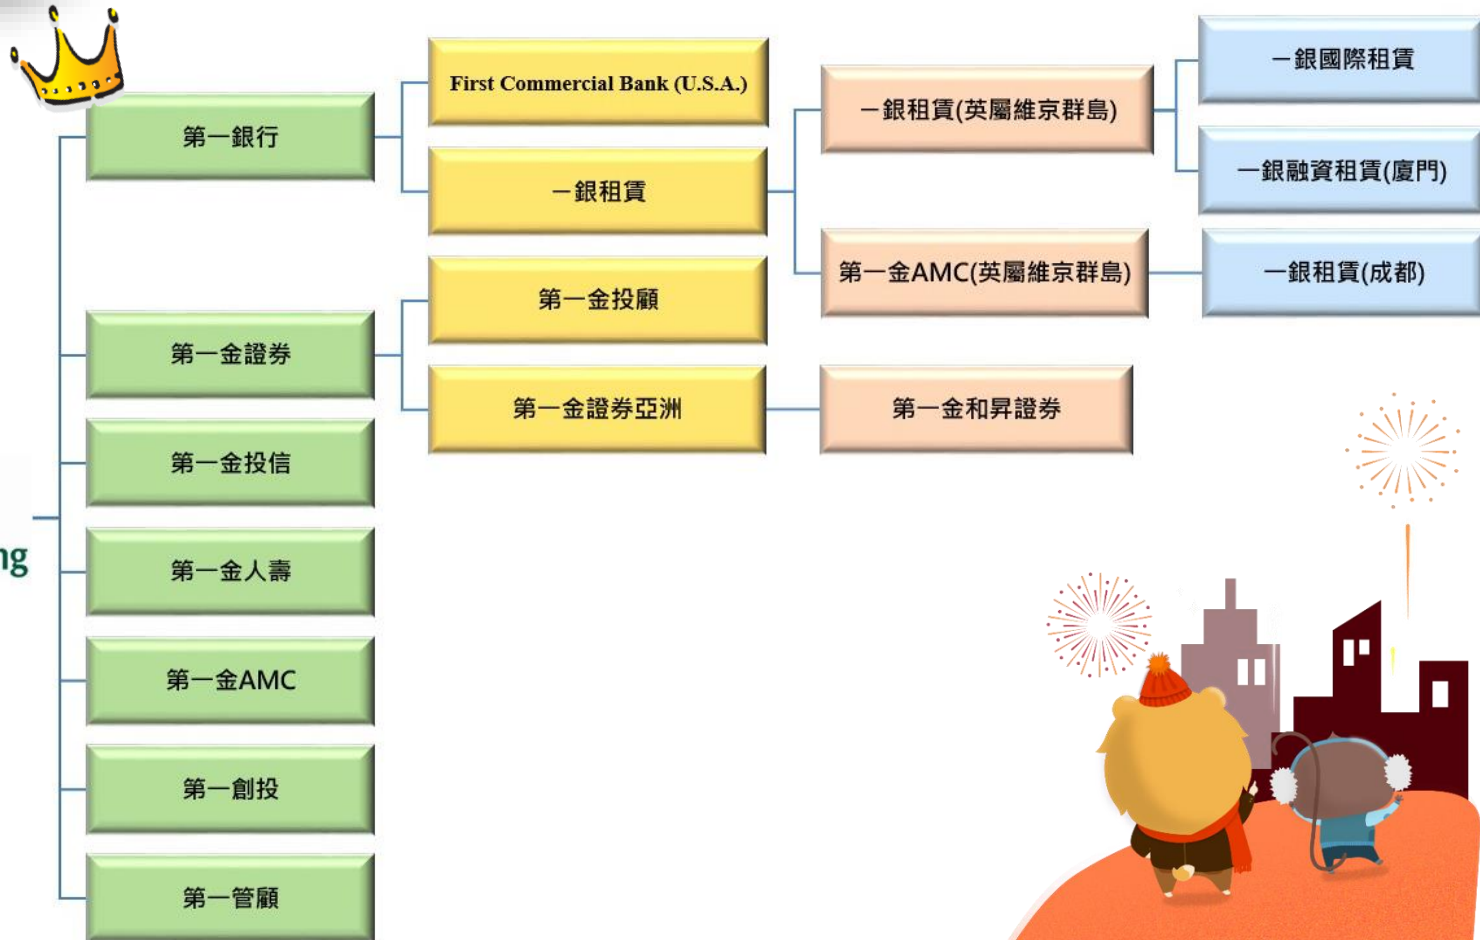 第一銀行
First Commercial Bank (U.S.A.)
一銀租賃
一銀租賃(英屬維京群島)
一銀國際租賃
一銀融資租賃(廈門)
第一金AMC(英屬維京群島)
一銀租賃(成都)
第一金證券
第一金投顧
第一金證券亞洲
第一金和昇證券
第一金投信
ng
第一金人壽
第一金AMC
第一創投
第一管顧